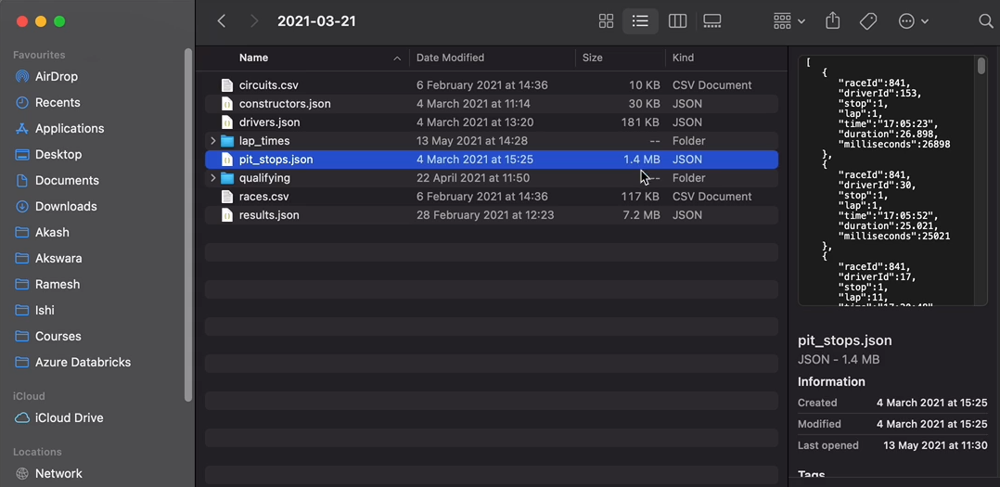 2021-03-21
Favourites
AirDrop
Recents
Applications
Desktop
Documents
Downloads
Akash
Akswara
Ramesh
Ishi
Courses
Azure Databricks
iCloud
iCloud Drive
Locations
Network
Name Date Modified Size Kind
circuits.csv 6 February 2021 at 14:36 10 KB CSV Document
constructors.json 4 March 2021 at 11:14 30 KB JSON
drivers.json 4 March 2021 at 13:20 181 KB JSON
lap_times 13 May 2021 at 14:28 -- Folder
pit_stops.json 4 March 2021 at 15:25 1.4 MB JSON
qualifying 22 April 2021 at 11:50 -- Folder
races.csv 6 February 2021 at 14:36 117 KB CSV Document
results.json 28 February 2021 at 12:23 7.2 MB JSON
[
{
"raceId":841,
"driverId":153,
"stop":1,
"lap":1,
"time":"17:05:23",
"duration":26.898,
"milliseconds":26898
},
{
"raceId":841,
"driverId":30,
"stop":1,
"lap":1,
"time":"17:05:52",
"duration":25.021,
"milliseconds":25021
},
{
"raceId":841,
"driverId":17,
"stop":1,
"lap":11,
"time":"17:20:48",
pit_stops.json
JSON - 1.4 MB
Information
Created 4 March 2021 at 15:25
Modified 4 March 2021 at 15:25
Last opened 13 May 2021 at 11:30
Tags